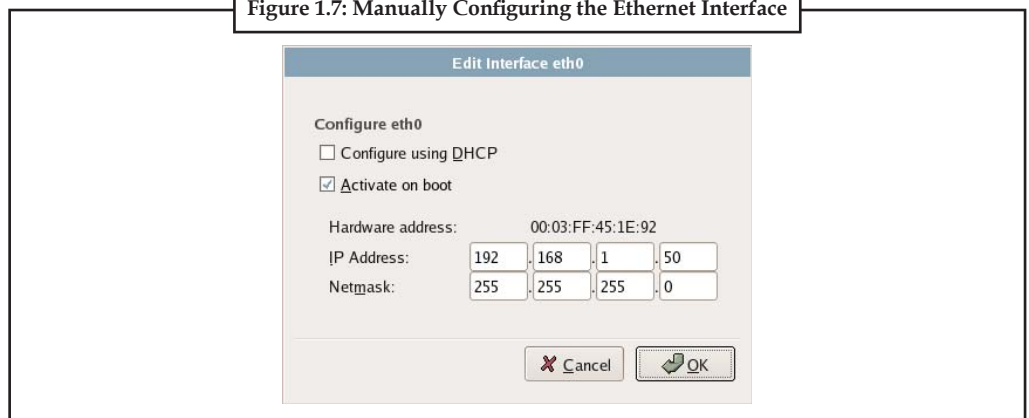 Figure 1.7: Manually Configuring the Ethernet Interface
Edit Interface eth0
Configure eth0
Configure using DHCP
Activate on boot
Hardware address: 00:03:FF:45:1E:92
IP Address: 192 . 168 . 1 . 50
Netmask: 255 . 255 . 255 . 0
Cancel OK